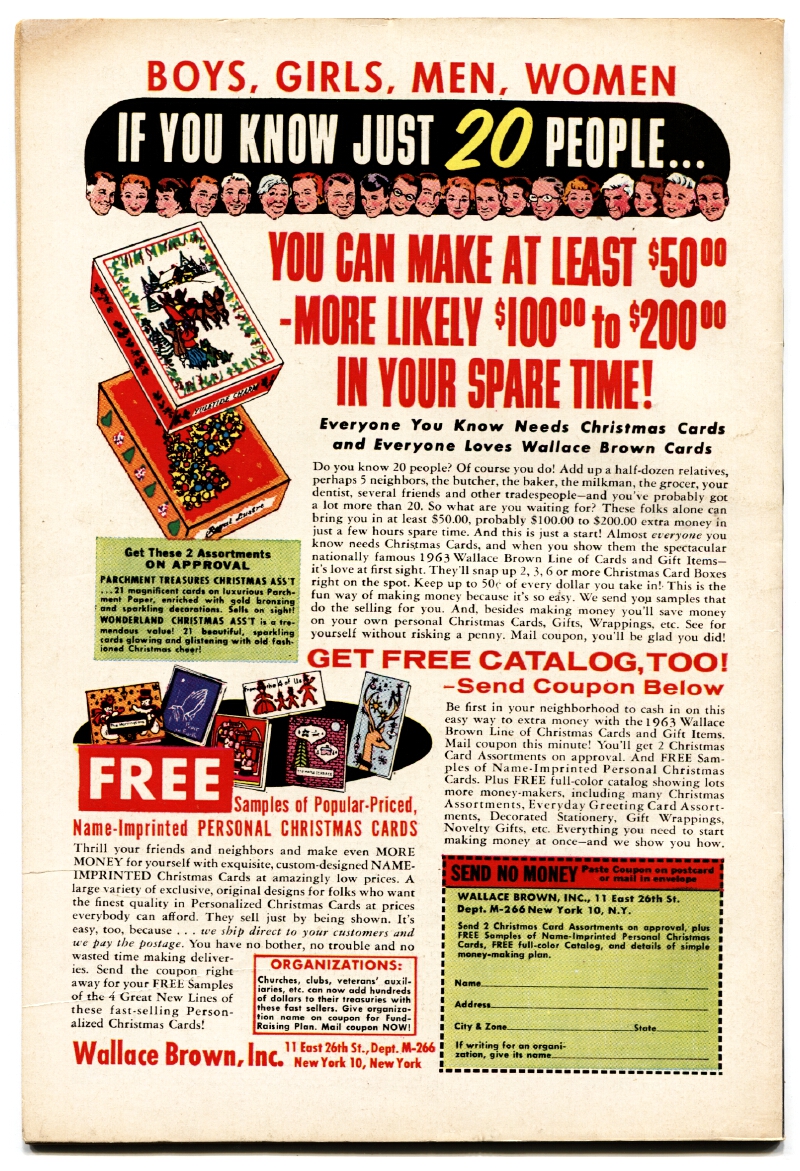 BOYS, GIRLS, MEN, WOMEN
IF YOU KNOW JUST 20 PEOPLE...
YOU CAN MAKE AT LEAST $50.00
-MORE LIKELY $100.00 to $200.00
IN YOUR SPARE TIME!
YULETIDE CHARM
Royal Lustre
Everyone You Know Needs Christmas Cards
and Everyone Loves Wallace Brown Cards
Do you know 20 people? Of course you do! Add up a half-dozen relatives,
perhaps 5 neighbors, the butcher, the baker, the milkman, the grocer, your
dentist, several friends and other tradespeople—and you've probably got
a lot more than 20. So what are you waiting for? These folks alone can
bring you in at least $50.00, probably $100.00 to $200.00 extra money in
just a few hours spare time. And this is just a start! Almost everyone you
know needs Christmas Cards, and when you show them the spectacular
nationally famous 1963 Wallace Brown Line of Cards and Gift Items—
it's love at first sight. They'll snap up 2, 3, 6 or more Christmas Card Boxes
right on the spot. Keep up to 50¢ of every dollar you take in! This is the
fun way of making money because it's so easy. We send you samples that
do the selling for you. And, besides making money you'll save money
on your own personal Christmas Cards, Gifts, Wrappings, etc. See for
yourself without risking a penny. Mail coupon, you'll be glad you did!
Get These 2 Assortments
ON APPROVAL
PARCHMENT TREASURES CHRISTMAS ASS'T
...21 magnificent cards on luxurious Parch-
ment Paper, enriched with gold bronzing
and sparkling decorations. Sells on sight!
WONDERLAND CHRISTMAS ASS'T is a tre-
mendous value! 21 beautiful, sparkling
cards glowing and glistening with old fash-
ioned Christmas cheer!
GET FREE CATALOG, TOO!
–Send Coupon Below
Be first in your neighborhood to cash in on this
easy way to extra money with the 1963 Wallace
Brown Line of Christmas Cards and Gift Items.
Mail coupon this minute! You'll get 2 Christmas
Card Assortments on approval. And FREE Sam-
ples of Name-Imprinted Personal Christmas
Cards. Plus FREE full-color catalog showing lots
more money-makers, including many Christmas
Assortments, Everyday Greeting Card Assort-
ments, Decorated Stationery, Gift Wrappings,
Novelty Gifts, etc. Everything you need to start
making money at once—and we show you how.
FREE
Samples of Popular-Priced,
Name-Imprinted PERSONAL CHRISTMAS CARDS
Thrill your friends and neighbors and make even MORE
MONEY for yourself with exquisite, custom-designed NAME-
IMPRINTED Christmas Cards at amazingly low prices. A
large variety of exclusive, original designs for folks who want
the finest quality in Personalized Christmas Cards at prices
everybody can afford. They sell just by being shown. It's
easy, too, because . . . we ship direct to your customers and
we pay the postage. You have no bother, no trouble and no
wasted time making deliver-
ies. Send the coupon right
away for your FREE Samples
of the 4 Great New Lines of
these fast-selling Person-
alized Christmas Cards!
ORGANIZATIONS:
Churches, clubs, veterans' auxil-
iaries, etc. can now add hundreds
of dollars to their treasuries with
these fast sellers. Give organiza-
tion name on coupon for Fund-
Raising Plan. Mail coupon NOW!
Wallace Brown, Inc. 11 East 26th St., Dept. M-266
New York 10, New York
SEND NO MONEY Paste Coupon on postcard
or mail in envelope
WALLACE BROWN, INC., 11 East 26th St.
Dept. M-266 New York 10, N.Y.
Send 2 Christmas Card Assortments on approval, plus
FREE Samples of Name-Imprinted Personal Christmas
Cards, FREE full-color Catalog, and details of simple
money-making plan.
Name
Address
City & Zone State
If writing for an organi-
zation, give its name